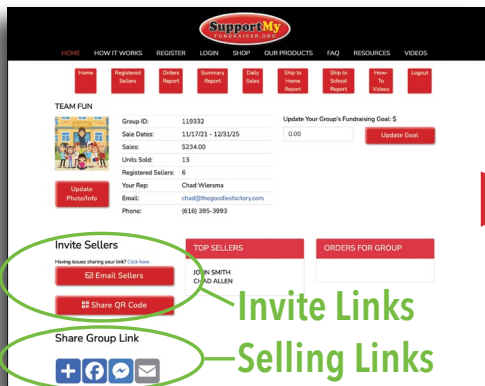 SupportMy
FUNDRAISER.ORG
HOME HOW IT WORKS REGISTER LOGIN SHOP OUR PRODUCTS FAQ RESOURCES VIDEOS
Home
Registered Sellers
Orders Report
Summary Report
Daily Sales
Ship to Home Report
Ship to School Report
How-To Videos
Logout
TEAM FUN
Group ID: 119332
Sale Dates: 11/17/21 - 12/31/25
Sales: $234.00
Units Sold: 13
Registered Sellers: 6
Your Rep: Chad Wiersma
Email: chad@thegoodiesfactory.com
Phone: (616) 395-3993
Update Your Group's Fundraising Goal: $
0.00
Update Goal
Update
Photo/Info
Invite Sellers
Having issues sharing your link? Click here.
Email Sellers
Share QR Code
TOP SELLERS
JOHN SMITH
CHAD ALLEN
ORDERS FOR GROUP
Invite Links
Share Group Link
Selling Links